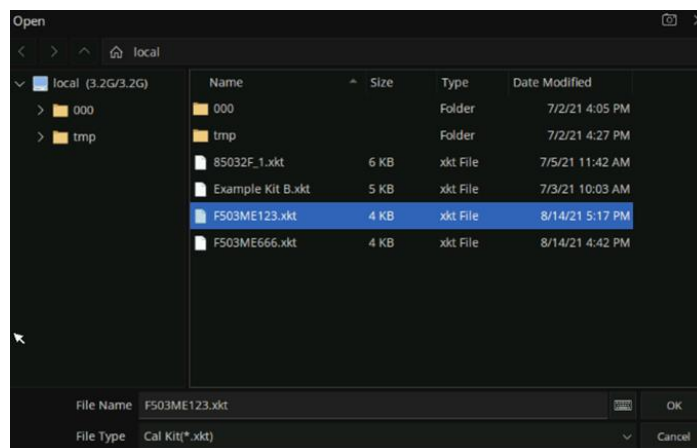 Open
local
local (3.2G/3.2G)
000
tmp
Name Size Type Date Modified
000 Folder 7/2/21 4:05 PM
tmp Folder 7/2/21 4:27 PM
85032F_1.xkt 6 KB xkt File 7/5/21 11:42 AM
Example Kit B.xkt 5 KB xkt File 7/3/21 10:03 AM
F503ME123.xkt 4 KB xkt File 8/14/21 5:17 PM
F503ME666.xkt 4 KB xkt File 8/14/21 4:42 PM
File Name F503ME123.xkt OK
File Type Cal Kit(*.xkt) Cancel